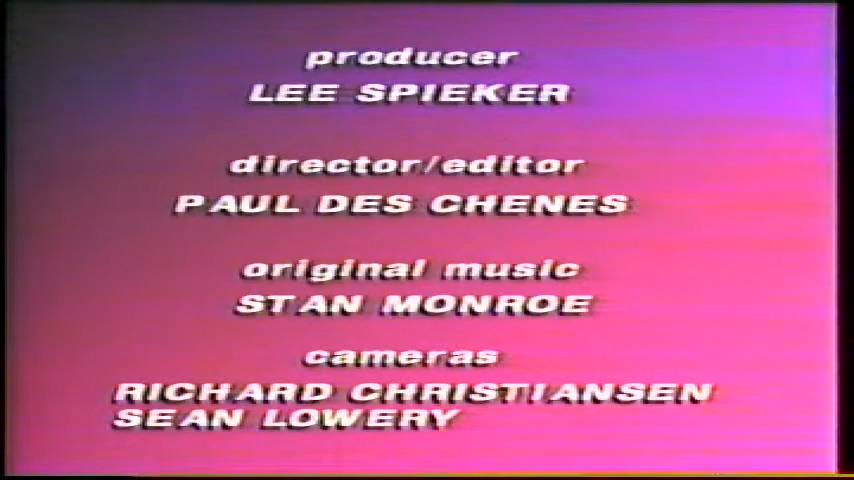 producer
LEE SPIEKER
director/editor
PAUL DES CHENES
original music
STAN MONROE
cameras
RICHARD CHRISTIANSEN
SEAN LOWERY